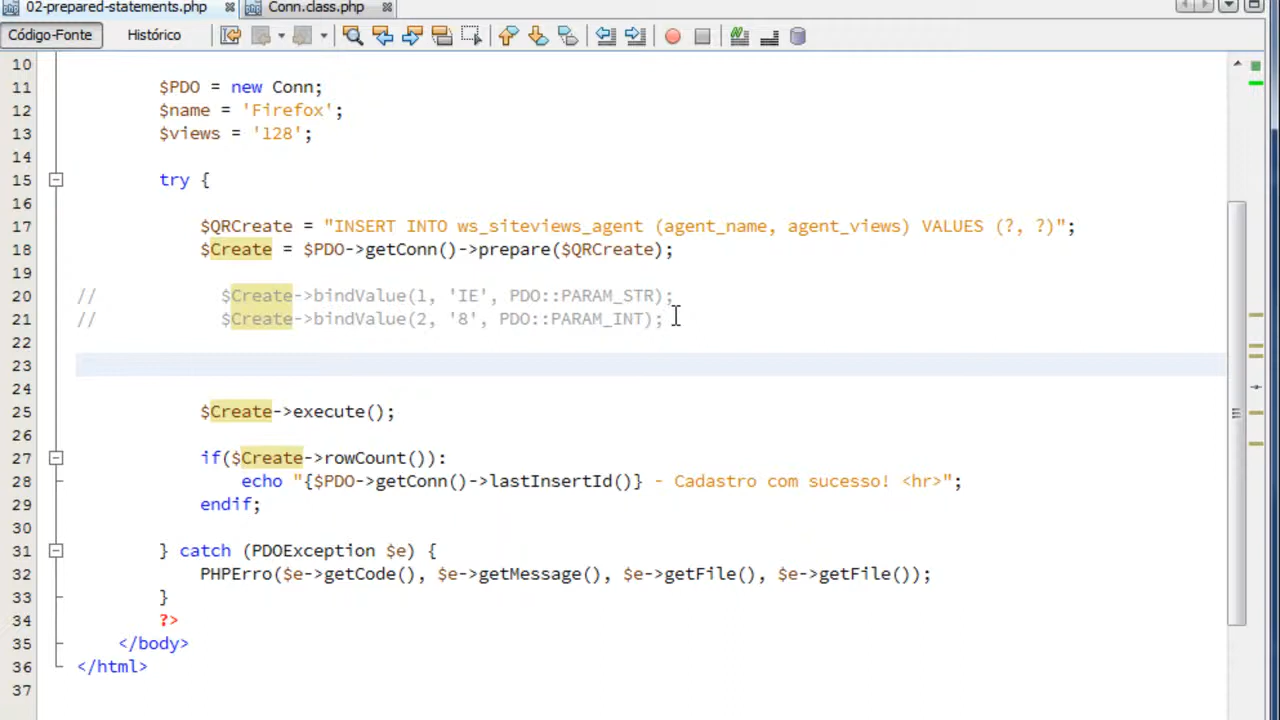 02-prepared-statements.php Conn.class.php
Código-Fonte Histórico
10
11 $PDO = new Conn;
12 $name = 'Firefox';
13 $views = '128';
14
15 try {
16
17 $QRCreate = "INSERT INTO ws_siteviews_agent (agent_name, agent_views) VALUES (?, ?)";
18 $Create = $PDO->getConn()->prepare($QRCreate);
19
20 // $Create->bindValue(1, 'IE', PDO::PARAM_STR);
21 // $Create->bindValue(2, '8', PDO::PARAM_INT);
22
23
24
25 $Create->execute();
26
27 if($Create->rowCount()):
28 echo "{$PDO->getConn()->lastInsertId()} - Cadastro com sucesso! <hr>";
29 endif;
30
31 } catch (PDOException $e) {
32 PHPErro($e->getCode(), $e->getMessage(), $e->getFile(), $e->getFile());
33 }
34 ?>
35 </body>
36 </html>
37